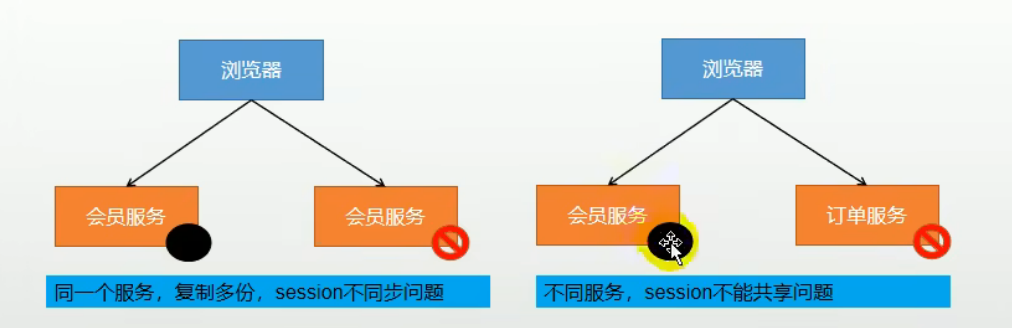 浏览器
浏览器
会员服务
会员服务
会员服务
订单服务
同一个服务，复制多份，session不同步问题
不同服务，session不能共享问题